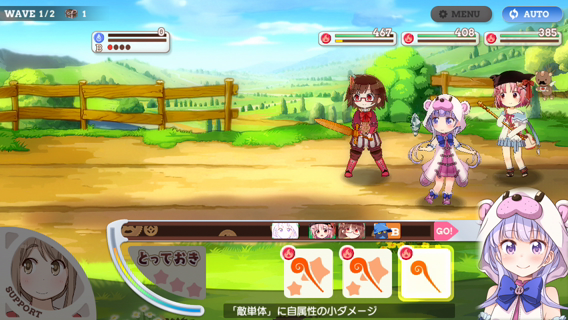 WAVE 1/2 1
MENU
AUTO
B 0
467
408
385
B
GO!
とっておき
SUPPORT
「敵単体」に自属性の小ダメージ